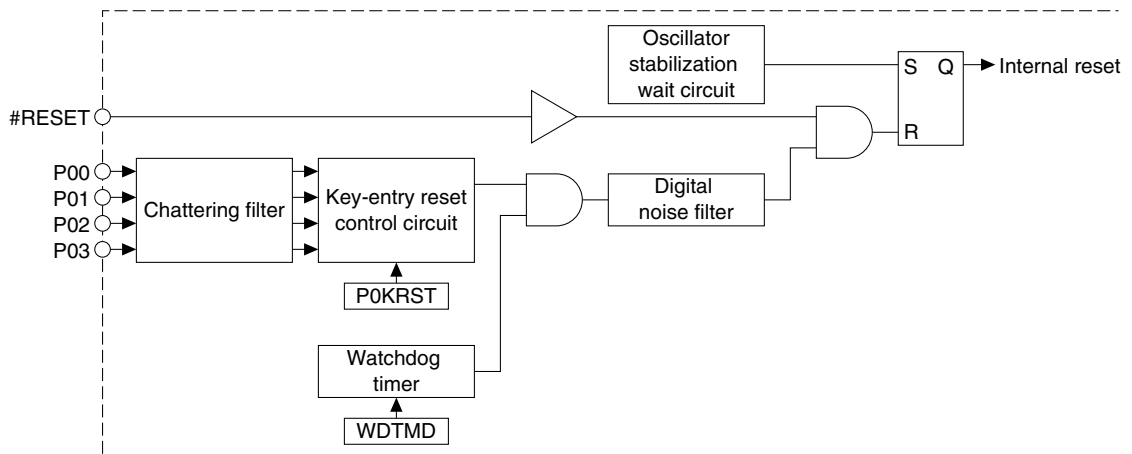 Oscillator
stabilization
wait circuit
S Q
Internal reset
#RESET
R
P00
P01
P02
P03
Chattering filter
Key-entry reset
control circuit
Digital
noise filter
P0KRST
Watchdog
timer
WDTMD